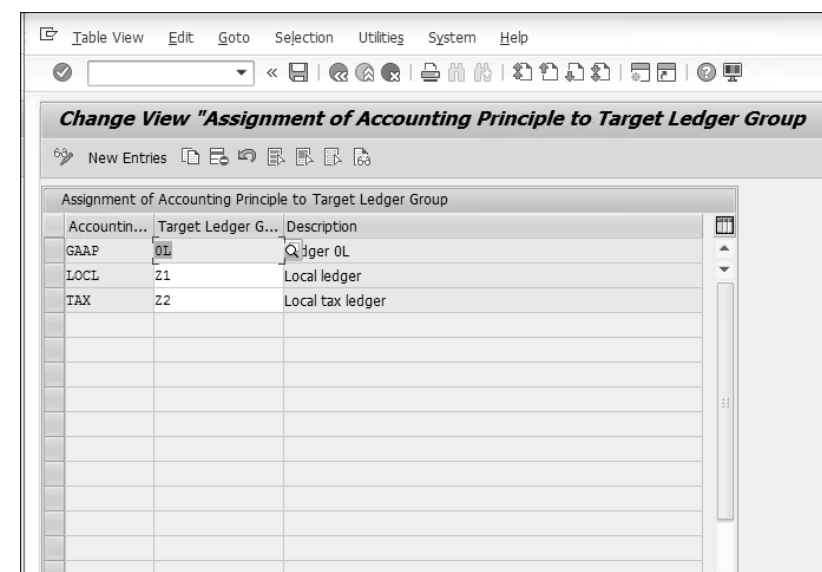 Table View Edit Goto Selection Utilities System Help
«
Change View "Assignment of Accounting Principle to Target Ledger Group
New Entries
Assignment of Accounting Principle to Target Ledger Group
Accountin... Target Ledger G... Description
GAAP 0L dger 0L
LOCL Z1 Local ledger
TAX Z2 Local tax ledger